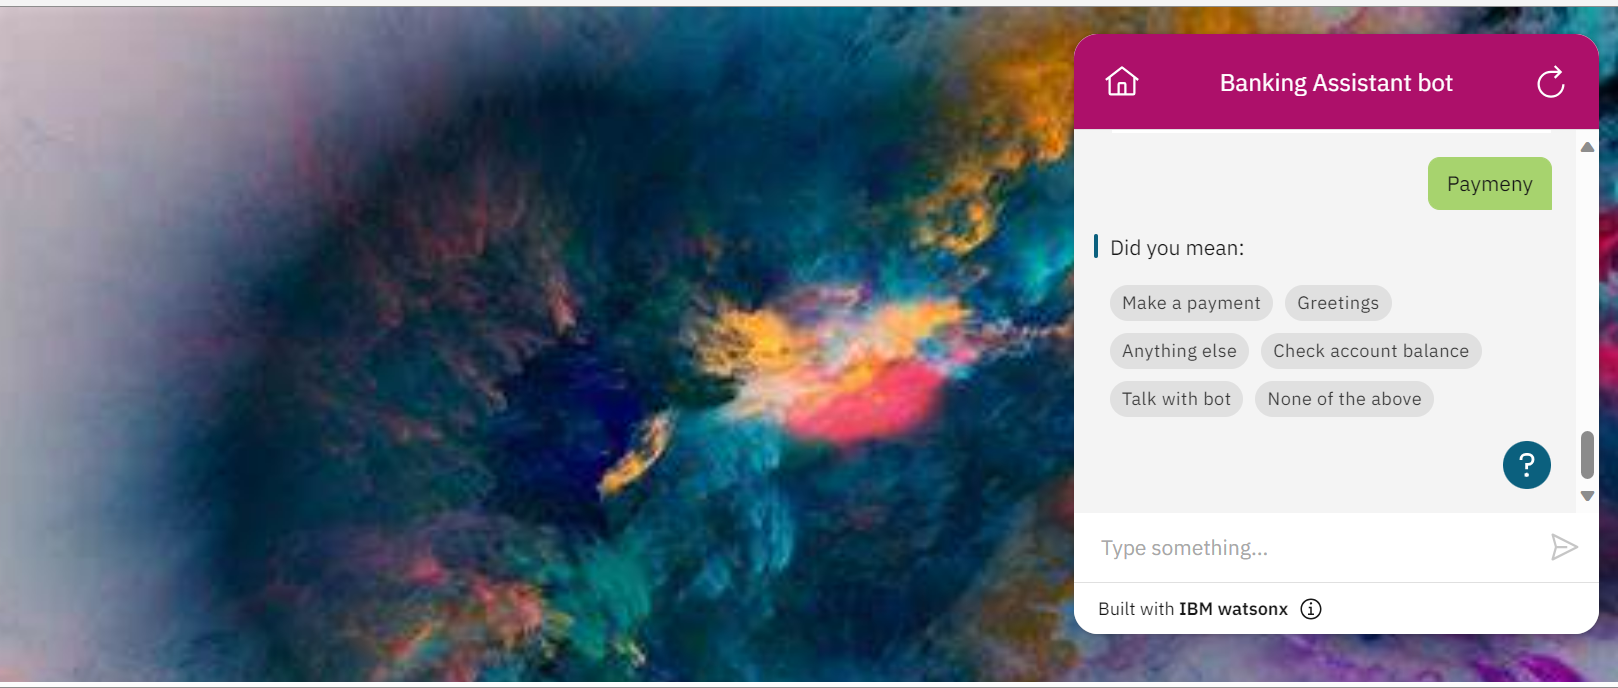 Banking Assistant bot
Paymeny
Did you mean:
Make a payment Greetings
Anything else Check account balance
Talk with bot None of the above
?
Type something...
Built with IBM watsonx